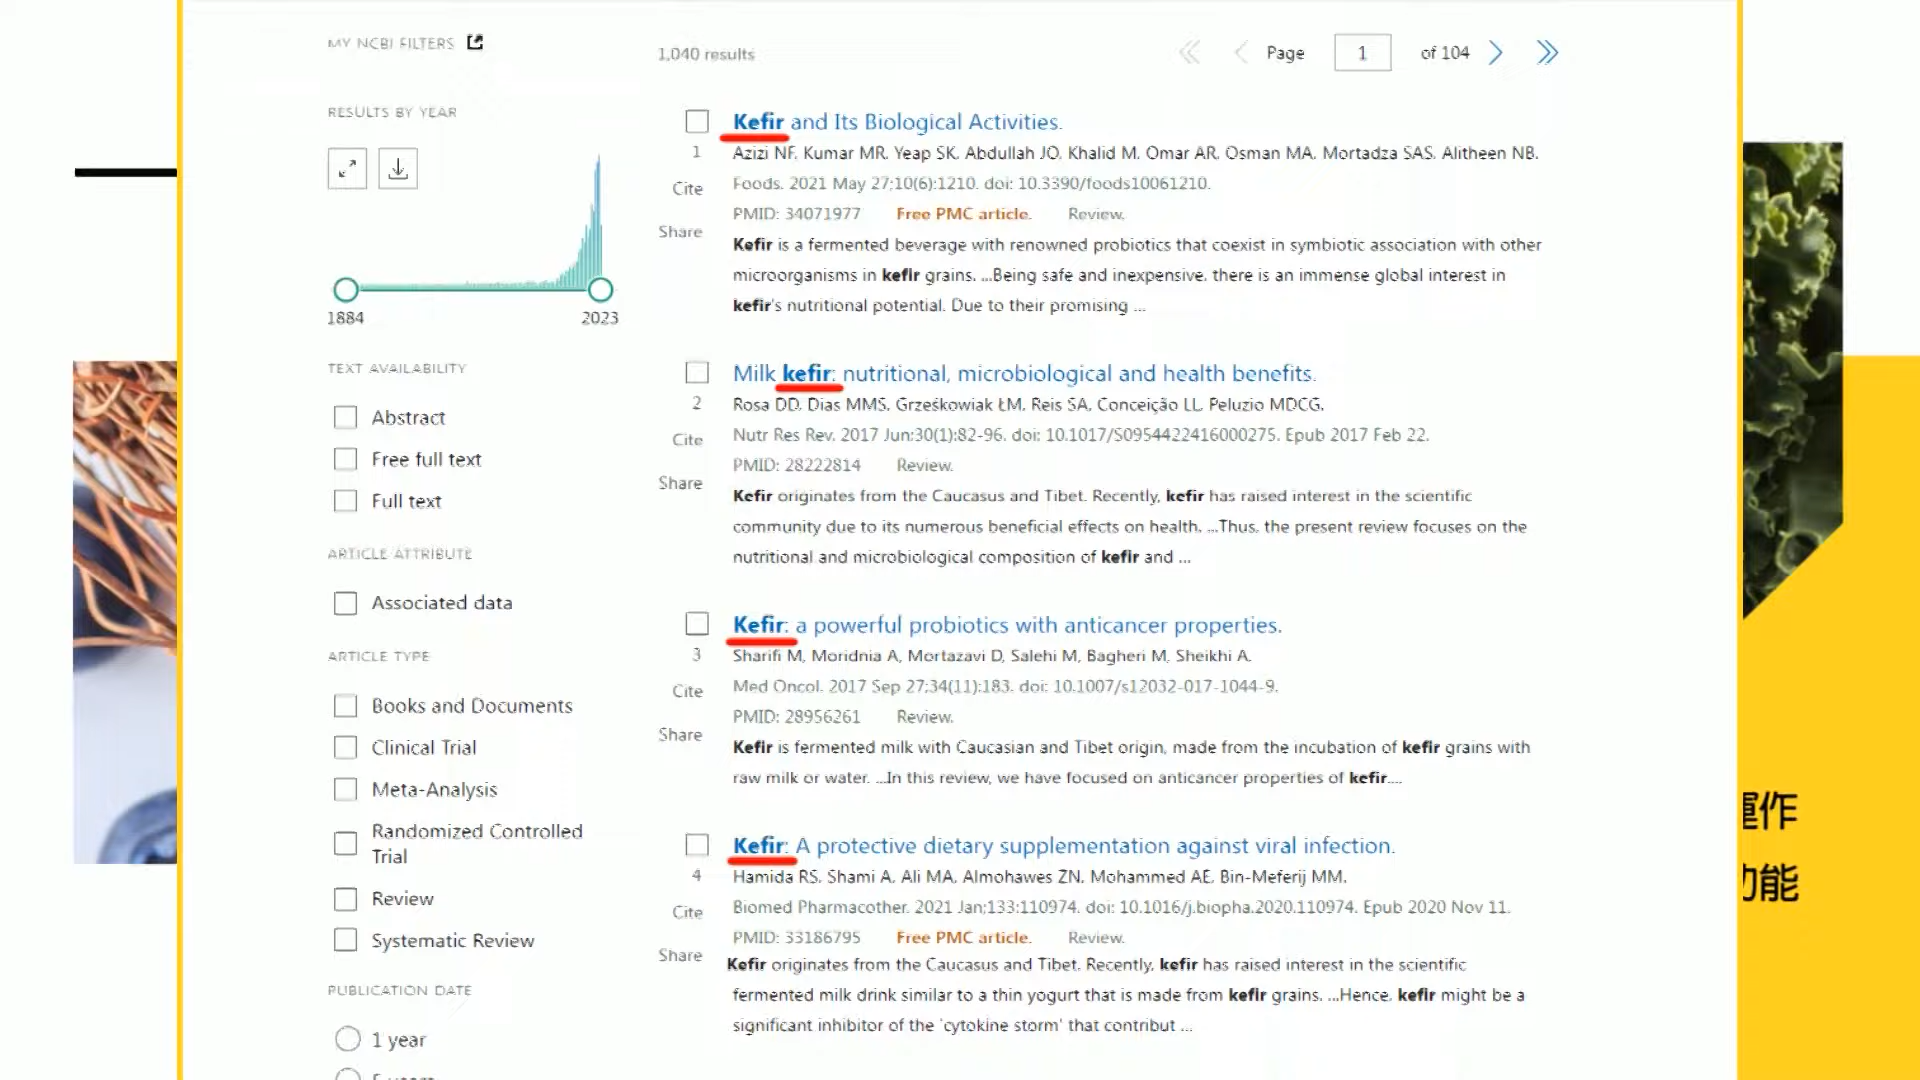 MY NCBI FILTERS
1,040 results
Page 1 of 104
RESULTS BY YEAR
1884
2023
TEXT AVAILABILITY
Abstract
Free full text
Full text
ARTICLE ATTRIBUTE
Associated data
ARTICLE TYPE
Books and Documents
Clinical Trial
Meta-Analysis
Randomized Controlled
Trial
Review
Systematic Review
PUBLICATION DATE
1 year
Kefir and Its Biological Activities.
1
Cite
Share
Azizi NF, Kumar MR, Yeap SK, Abdullah JO, Khalid M, Omar AR, Osman MA, Mortadza SAS, Alitheen NB.
Foods. 2021 May 27;10(6):1210. doi: 10.3390/foods10061210.
PMID: 34071977 Free PMC article. Review.
Kefir is a fermented beverage with renowned probiotics that coexist in symbiotic association with other
microorganisms in kefir grains. ...Being safe and inexpensive, there is an immense global interest in
kefir's nutritional potential. Due to their promising ...
Milk kefir: nutritional, microbiological and health benefits.
2
Cite
Share
Rosa DD, Dias MMS, Grześkowiak ŁM, Reis SA, Conceição LL, Peluzio MDCG.
Nutr Res Rev. 2017 Jun;30(1):82-96. doi: 10.1017/S0954422416000275. Epub 2017 Feb 22.
PMID: 28222814 Review.
Kefir originates from the Caucasus and Tibet. Recently, kefir has raised interest in the scientific
community due to its numerous beneficial effects on health. ...Thus, the present review focuses on the
nutritional and microbiological composition of kefir and ...
Kefir: a powerful probiotics with anticancer properties.
3
Cite
Share
Sharifi M, Moridnia A, Mortazavi D, Salehi M, Bagheri M, Sheikhi A.
Med Oncol. 2017 Sep 27;34(11):183. doi: 10.1007/s12032-017-1044-9.
PMID: 28956261 Review.
Kefir is fermented milk with Caucasian and Tibet origin, made from the incubation of kefir grains with
raw milk or water. ...In this review, we have focused on anticancer properties of kefir....
Kefir: A protective dietary supplementation against viral infection.
4
Cite
Share
Hamida RS, Shami A, Ali MA, Almohawes ZN, Mohammed AE, Bin-Meferij MM.
Biomed Pharmacother. 2021 Jan;133:110974. doi: 10.1016/j.biopha.2020.110974. Epub 2020 Nov 11.
PMID: 33186795 Free PMC article. Review.
Kefir originates from the Caucasus and Tibet. Recently, kefir has raised interest in the scientific
fermented milk drink similar to a thin yogurt that is made from kefir grains. ...Hence, kefir might be a
significant inhibitor of the 'cytokine storm' that contribut ...
運作
功能